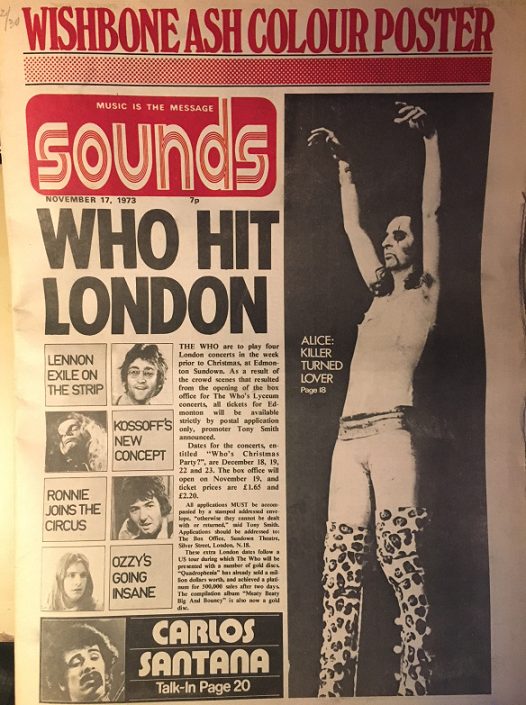 2/30
WISHBONE ASH COLOUR POSTER
MUSIC IS THE MESSAGE
sounds
NOVEMBER 17, 1973 7p
WHO HIT
LONDON
LENNON
EXILE ON
THE STRIP
KOSSOFF'S
NEW
CONCEPT
RONNIE
JOINS THE
CIRCUS
OZZY'S
GOING
INSANE
THE WHO are to play four
London concerts in the week
prior to Christmas, at Edmon-
ton Sundown. As a result of
the crowd scenes that resulted
from the opening of the box
office for The Who's Lyceum
concerts, all tickets for Ed-
monton will be available
strictly by postal application
only, promoter Tony Smith
announced.
Dates for the concerts, en-
titled "Who's Christmas
Party?", are December 18, 19,
22 and 23. The box office will
open on November 19, and
ticket prices are £1.65 and
£2.20.
All applications MUST be accom-
panied by a stamped addressed enve-
lope, "otherwise they cannot be dealt
with or returned," said Tony Smith.
Applications should be addressed to:
The Box Office, Sundown Theatre,
Silver Street, London, N.18.
These extra London dates follow a
US tour during which The Who will be
presented with a number of gold discs.
"Quadrophenia" has already sold a mil-
lion dollars worth, and achieved a plati-
num for 500,000 sales after two days.
The compilation album "Meaty Beaty
Big And Bouncy" is also now a gold
disc.
ALICE:
KILLER
TURNED
LOVER
Page 18
CARLOS
SANTANA
Talk-In Page 20